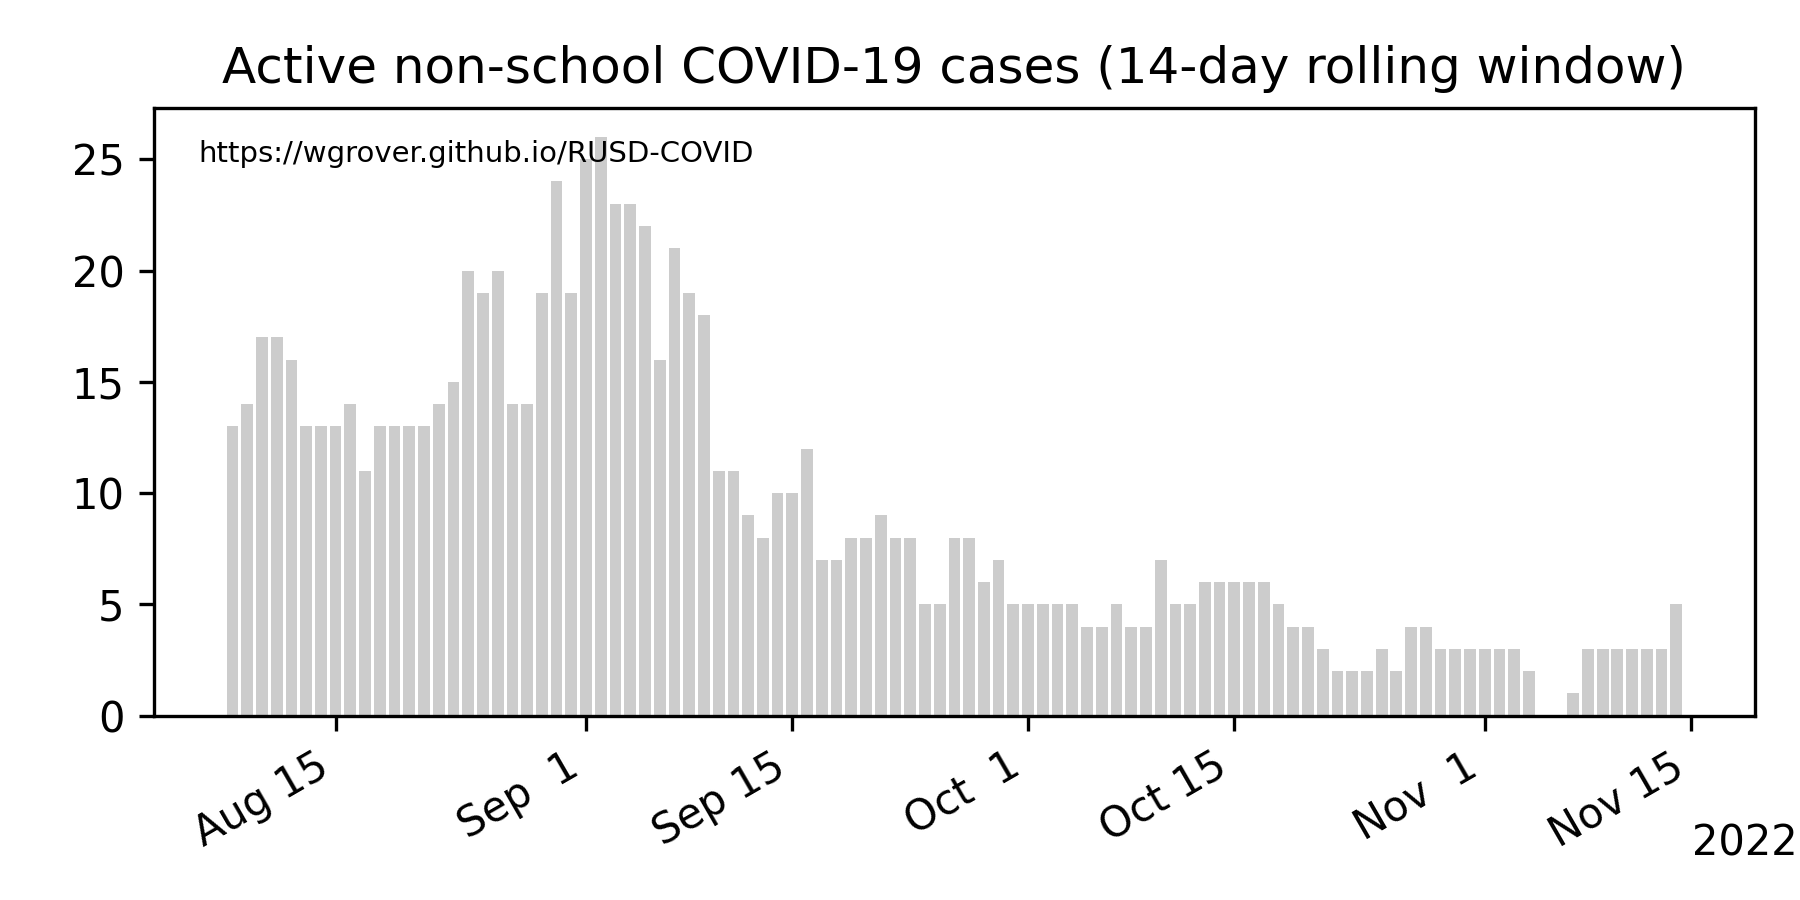 Active non-school COVID-19 cases (14-day rolling window)
https://wgrover.github.io/RUSD-COVID
25
20
15
10
5
0
Aug 15
Sep  1
Sep 15
Oct  1
Oct 15
Nov  1
Nov 15
2022